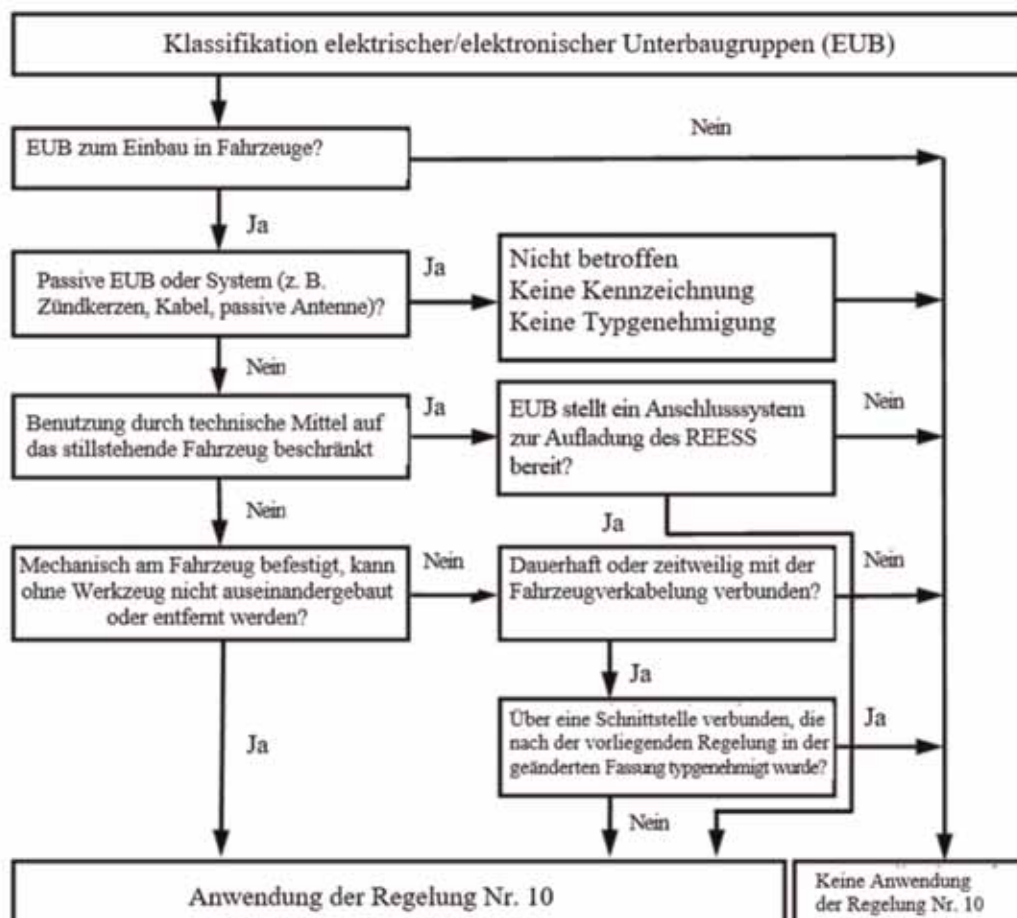 Klassifikation elektrischer/elektronischer Unterbaugruppen (EUB)
Nein
EUB zum Einbau in Fahrzeuge?
Ja
Passive EUB oder System (z. B.
Zündkerzen, Kabel, passive Antenne)?
Ja
Nicht betroffen
Keine Kennzeichnung
Keine Typgenehmigung
Nein
Benutzung durch technische Mittel auf
das stillstehende Fahrzeug beschränkt
Ja
EUB stellt ein Anschlusssystem
zur Aufladung des REESS
bereit?
Nein
Nein
Ja
Mechanisch am Fahrzeug befestigt, kann
ohne Werkzeug nicht auseinandergebaut
oder entfernt werden?
Nein
Dauerhaft oder zeitweilig mit der
Fahrzeugverkabelung verbunden?
Nein
Ja
Ja
Über eine Schnittstelle verbunden, die
nach der vorliegenden Regelung in der
geänderten Fassung typgenehmigt wurde?
Ja
Nein
Anwendung der Regelung Nr. 10
Keine Anwendung
der Regelung Nr. 10